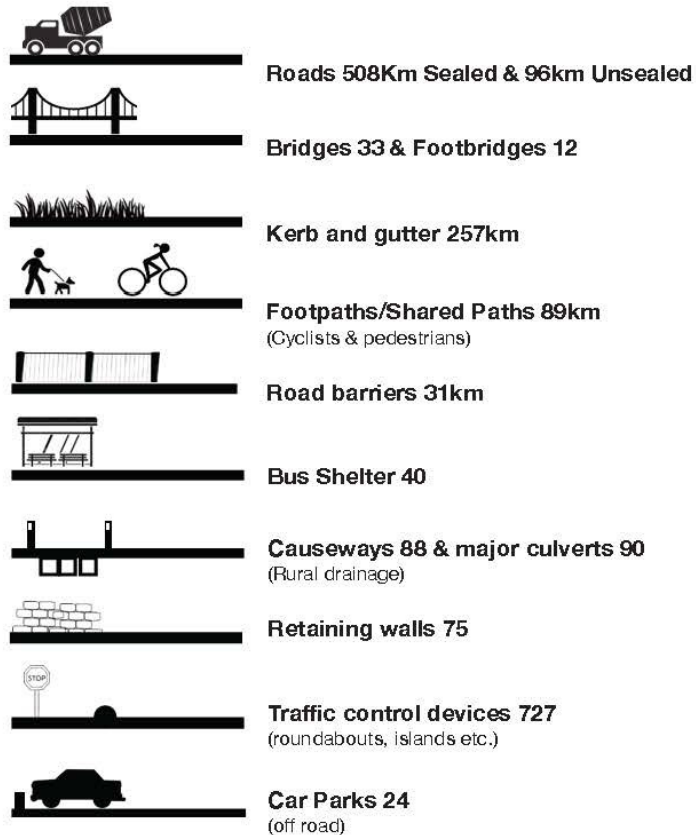 Roads 508Km Sealed & 96km Unsealed
Bridges 33 & Footbridges 12
Kerb and gutter 257km
Footpaths/Shared Paths 89km
(Cyclists & pedestrians)
Road barriers 31km
Bus Shelter 40
Causeways 88 & major culverts 90
(Rural drainage)
Retaining walls 75
STOP
Traffic control devices 727
(roundabouts, islands etc.)
Car Parks 24
(off road)